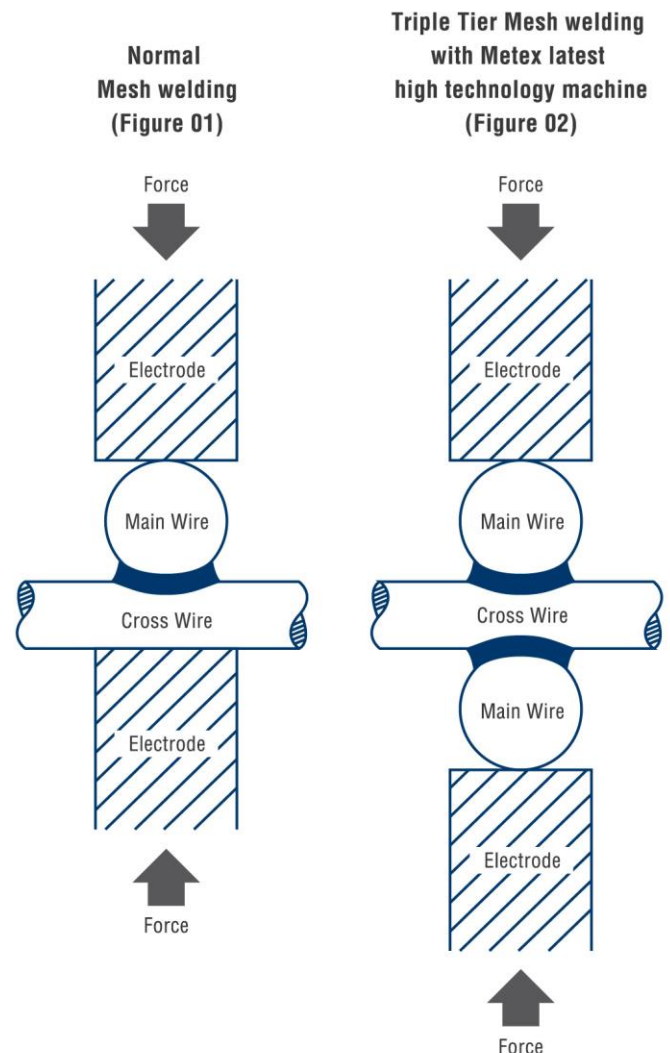 Normal
Mesh welding
(Figure 01)
Force
Electrode
Main Wire
Cross Wire
Electrode
Force
Triple Tier Mesh welding
with Metex latest
high technology machine
(Figure 02)
Force
Electrode
Main Wire
Cross Wire
Main Wire
Electrode
Force